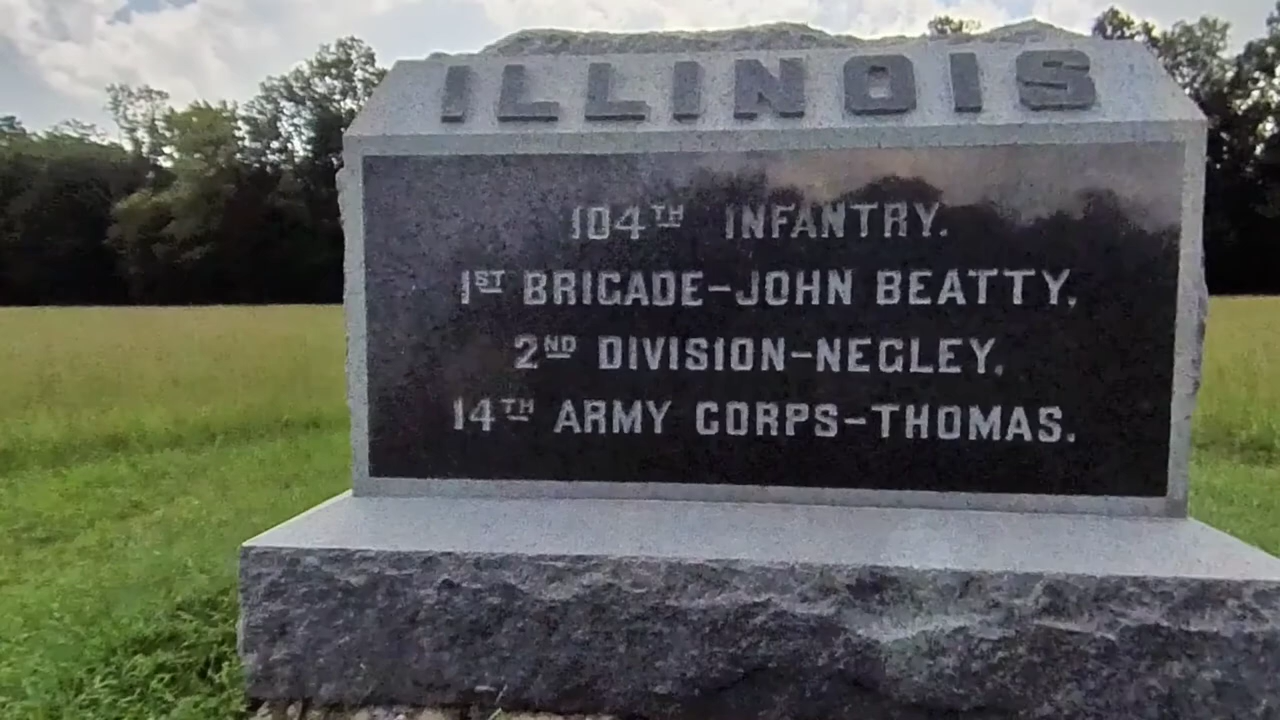 ILLINOIS
104TH INFANTRY.
1ST BRIGADE-JOHN BEATTY,
2ND DIVISION-NEGLEY,
14TH ARMY CORPS-THOMAS.